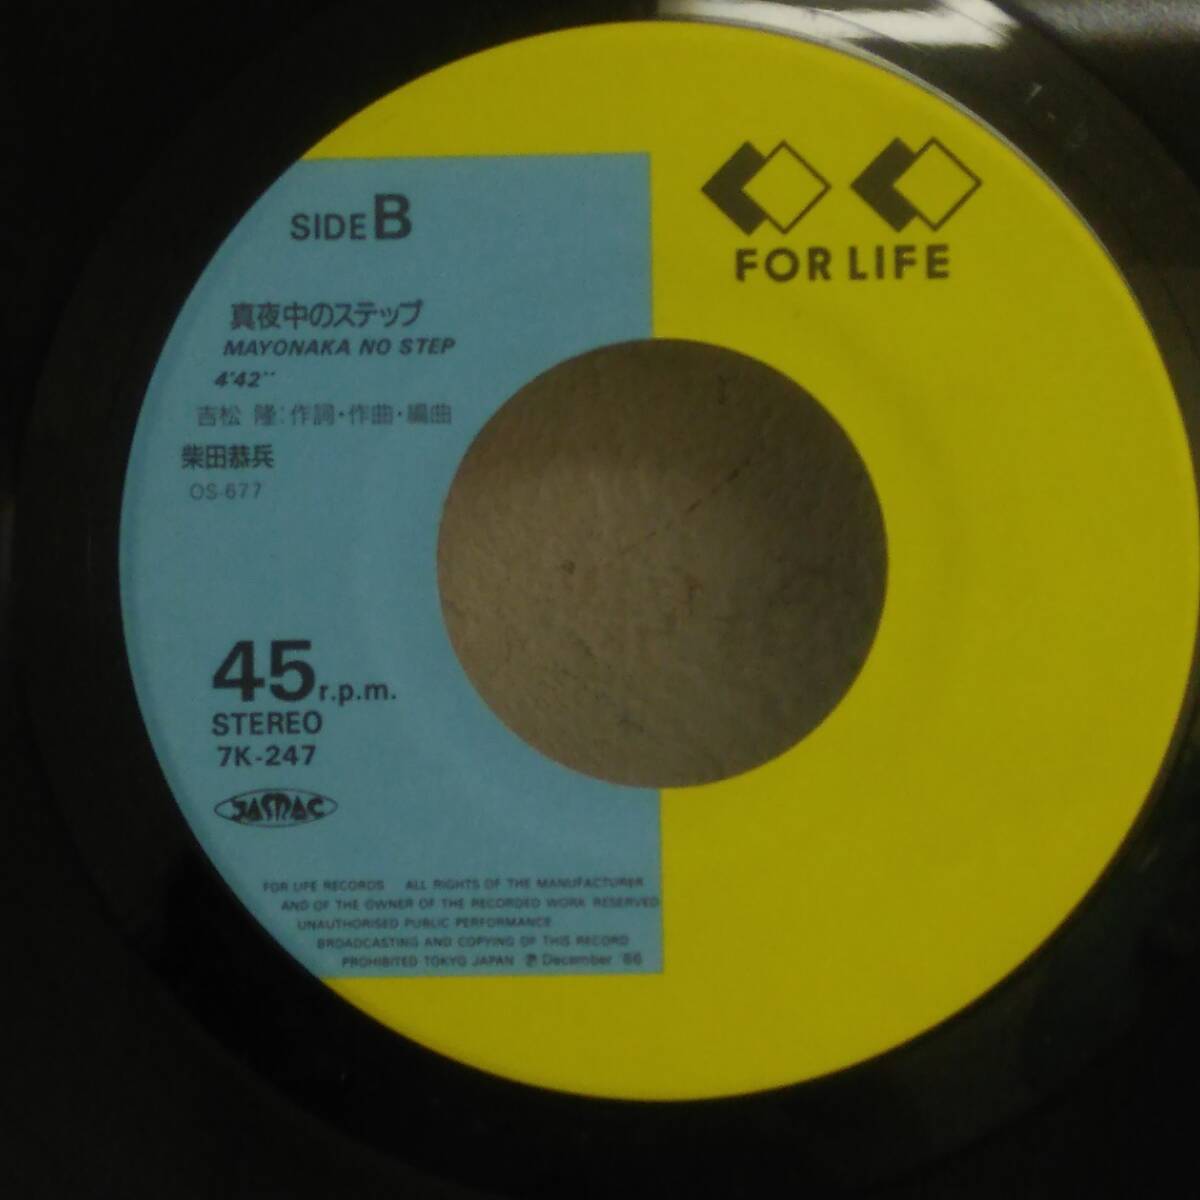 FOR LIFE
SIDE B
真夜中のステップ
MAYONAKA NO STEP
4'42''
吉松 隆:作詞・作曲・編曲
柴田恭兵
OS-677
45 r.p.m.
STEREO
7K-247
JASRAC
FOR LIFE RECORDS ALL RIGHTS OF THE MANUFACTURER
AND OF THE OWNER OF THE RECORDED WORK RESERVED
UNAUTHORISED PUBLIC PERFORMANCE
BROADCASTING AND COPYING OF THIS RECORD
PROHIBITED TOKYO JAPAN ℗ December '86